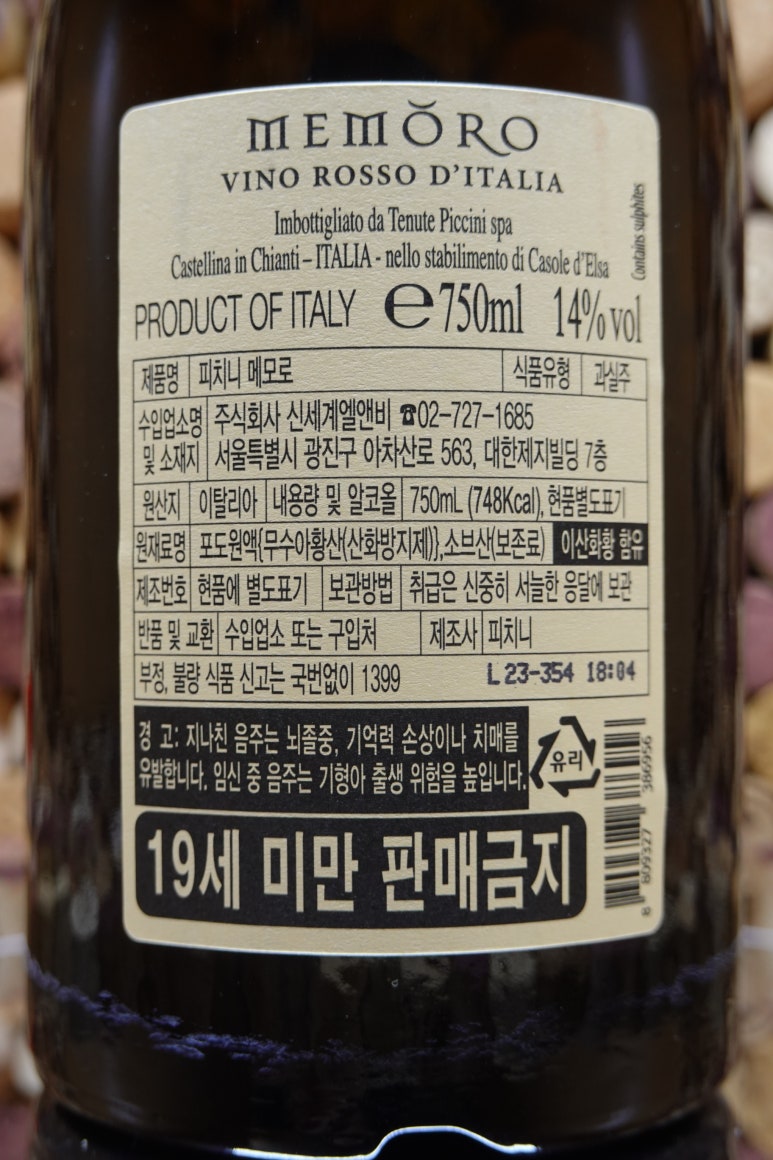 MEMŎRO
VINO ROSSO D'ITALIA
Imbottigliato da Tenute Piccini spa
Castellina in Chianti – ITALIA - nello stabilimento di Casole d'Elsa
Contains sulphites
PRODUCT OF ITALY ℮750ml 14% vol
제품명 피치니 메모로 식품유형 과실주
수입업소명 주식회사 신세계엘앤비 ☎02-727-1685
및 소재지 서울특별시 광진구 아차산로 563, 대한제지빌딩 7층
원산지 이탈리아 내용량 및 알코올 750mL (748Kcal), 현품별도표기
원재료명 포도원액{무수아황산(산화방지제)},소브산(보존료) 이산화황 함유
제조번호 현품에 별도표기 보관방법 취급은 신중히 서늘한 응달에 보관
반품 및 교환 수입업소 또는 구입처 제조사 피치니
부정, 불량 식품 신고는 국번없이 1399 L23-354 18:04
경 고: 지나친 음주는 뇌졸중, 기억력 손상이나 치매를
유발합니다. 임신 중 음주는 기형아 출생 위험을 높입니다.
유리
19세 미만 판매금지
8 809327 386956